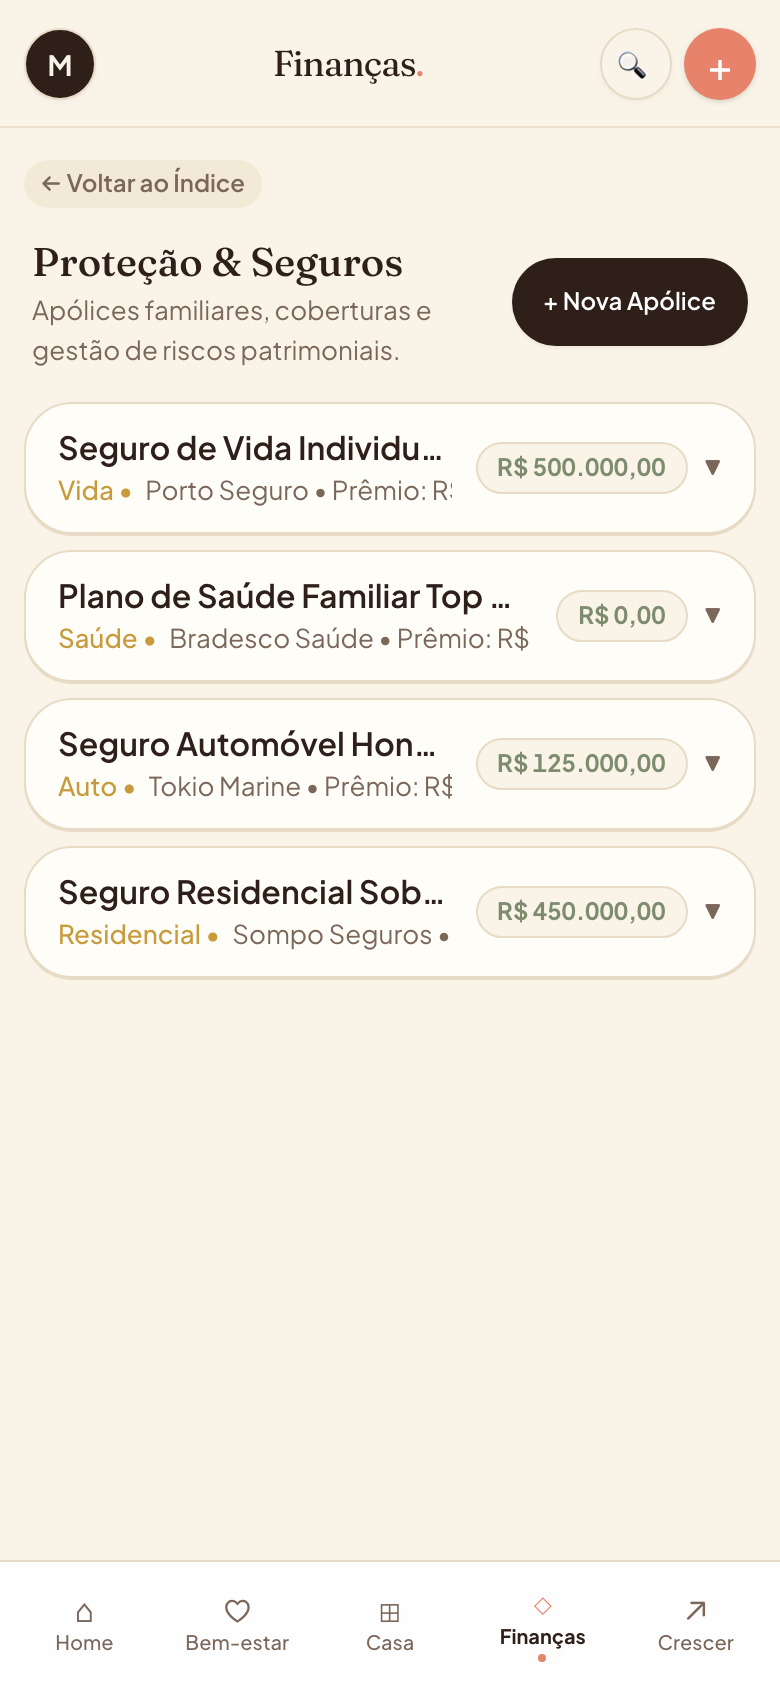 M
Finanças.
+
← Voltar ao Índice
Proteção & Seguros
Apólices familiares, coberturas e
gestão de riscos patrimoniais.
+ Nova Apólice
Seguro de Vida Individu...
R$ 500.000,00 ▼
Vida • Porto Seguro • Prêmio: R$
Plano de Saúde Familiar Top ...
R$ 0,00 ▼
Saúde • Bradesco Saúde • Prêmio: R$
Seguro Automóvel Hon...
R$ 125.000,00 ▼
Auto • Tokio Marine • Prêmio: R$
Seguro Residencial Sob...
R$ 450.000,00 ▼
Residencial • Sompo Seguros •
Home
Bem-estar
Casa
Finanças
Crescer